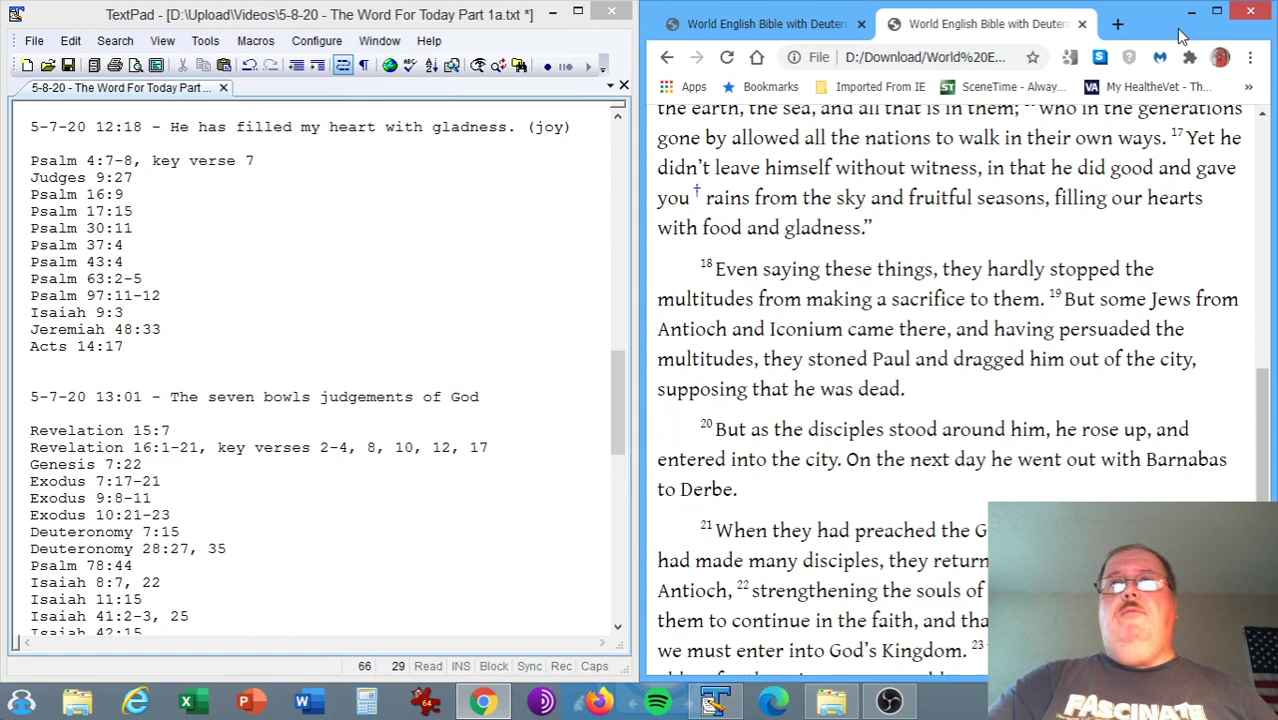 TextPad - [D:\Upload\Videos\5-8-20 - The Word For Today Part 1a.txt *
File Edit Search View Tools Macros Configure Window Help
5-8-20 - The Word For Today Part ...
5-7-20 12:18 - He has filled my heart with gladness. (joy)
Psalm 4:7-8, key verse 7
Judges 9:27
Psalm 16:9
Psalm 17:15
Psalm 30:11
Psalm 37:4
Psalm 43:4
Psalm 63:2-5
Psalm 97:11-12
Isaiah 9:3
Jeremiah 48:33
Acts 14:17
5-7-20 13:01 - The seven bowls judgements of God
Revelation 15:7
Revelation 16:1-21, key verses 2-4, 8, 10, 12, 17
Genesis 7:22
Exodus 7:17-21
Exodus 9:8-11
Exodus 10:21-23
Deuteronomy 7:15
Deuteronomy 28:27, 35
Psalm 78:44
Isaiah 8:7, 22
Isaiah 11:15
Isaiah 41:2-3, 25
Isaiah 42:15
66 29 Read INS Block Sync Rec Caps
World English Bible with Deutero
World English Bible with Deutero
File D:/Download/World%20E...
Apps Bookmarks Imported From IE ST SceneTime - Alway... VA My HealtheVet - Th... »
the earth, the sea, and all that is in them; who in the generations
gone by allowed all the nations to walk in their own ways. 17 Yet he
didn’t leave himself without witness, in that he did good and gave
you † rains from the sky and fruitful seasons, filling our hearts
with food and gladness.”
18 Even saying these things, they hardly stopped the
multitudes from making a sacrifice to them. 19 But some Jews from
Antioch and Iconium came there, and having persuaded the
multitudes, they stoned Paul and dragged him out of the city,
supposing that he was dead.
20 But as the disciples stood around him, he rose up, and
entered into the city. On the next day he went out with Barnabas
to Derbe.
21 When they had preached the G
had made many disciples, they return
Antioch, 22 strengthening the souls of
them to continue in the faith, and tha
we must enter into God’s Kingdom. 23
FASCINATE
64